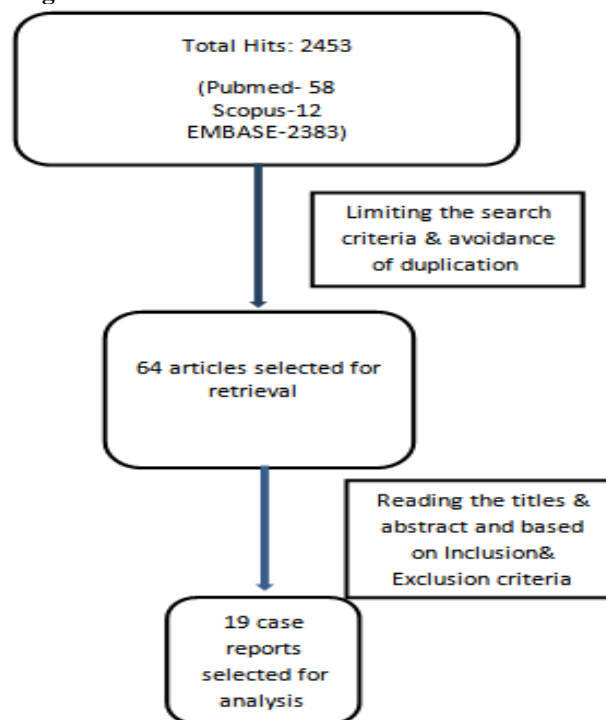 Total Hits: 2453
(Pubmed- 58
Scopus-12
EMBASE-2383)
Limiting the search
criteria & avoidance
of duplication
64 articles selected for
retrieval
Reading the titles &
abstract and based
on Inclusion&
Exclusion criteria
19 case
reports
selected for
analysis